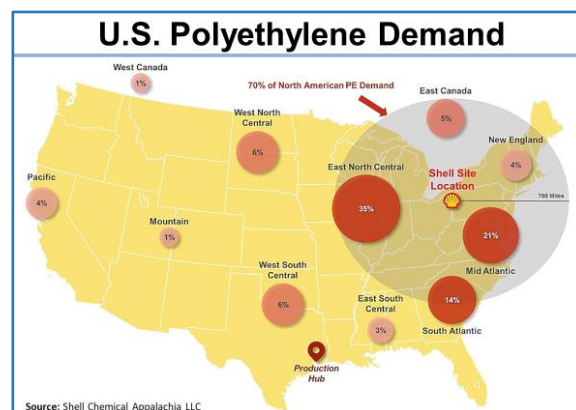 U.S. Polyethylene Demand
West Canada
1%
70% of North American PE Demand
East Canada
5%
West North
Central
6%
New England
4%
East North Central
35%
Shell Site
Location
700 Miles
Pacific
4%
Mountain
1%
21%
Mid Atlantic
West South
Central
6%
East South
Central
3%
14%
South Atlantic
Production
Hub
Source: Shell Chemical Appalachia LLC